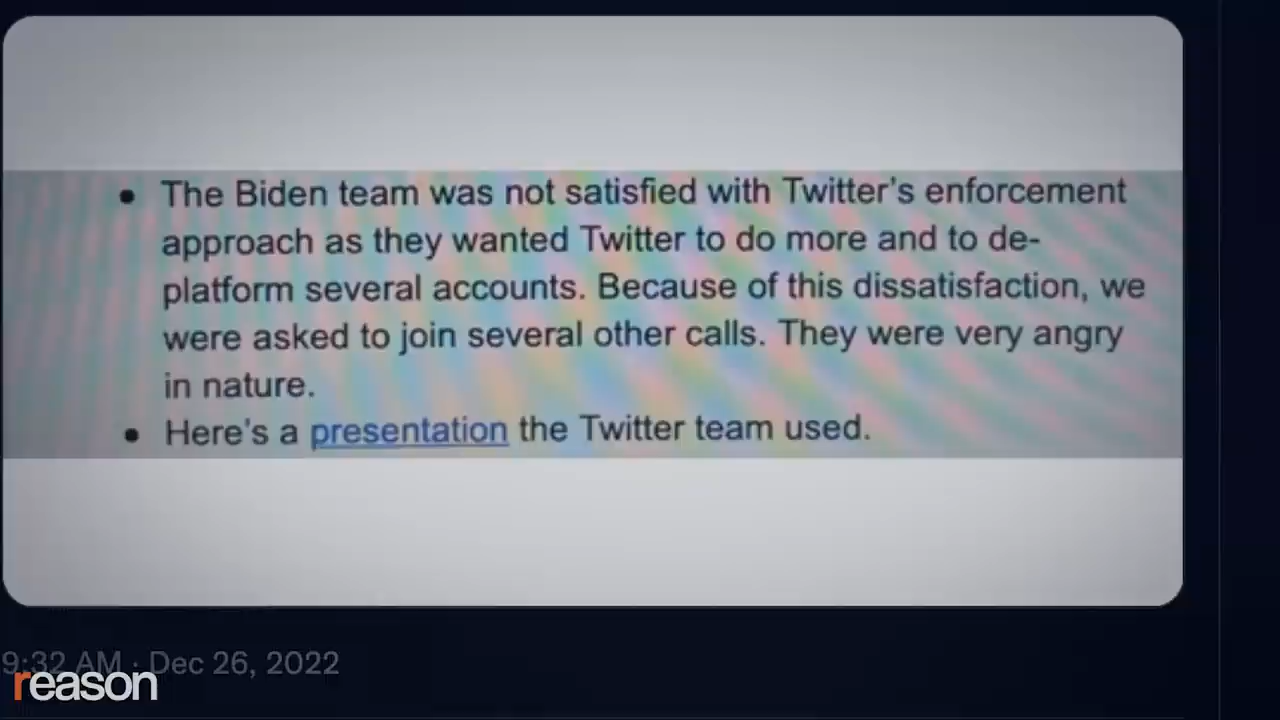 • The Biden team was not satisfied with Twitter's enforcement
approach as they wanted Twitter to do more and to de-
platform several accounts. Because of this dissatisfaction, we
were asked to join several other calls. They were very angry
in nature.
• Here's a presentation the Twitter team used.
9:32 AM · Dec 26, 2022
reason